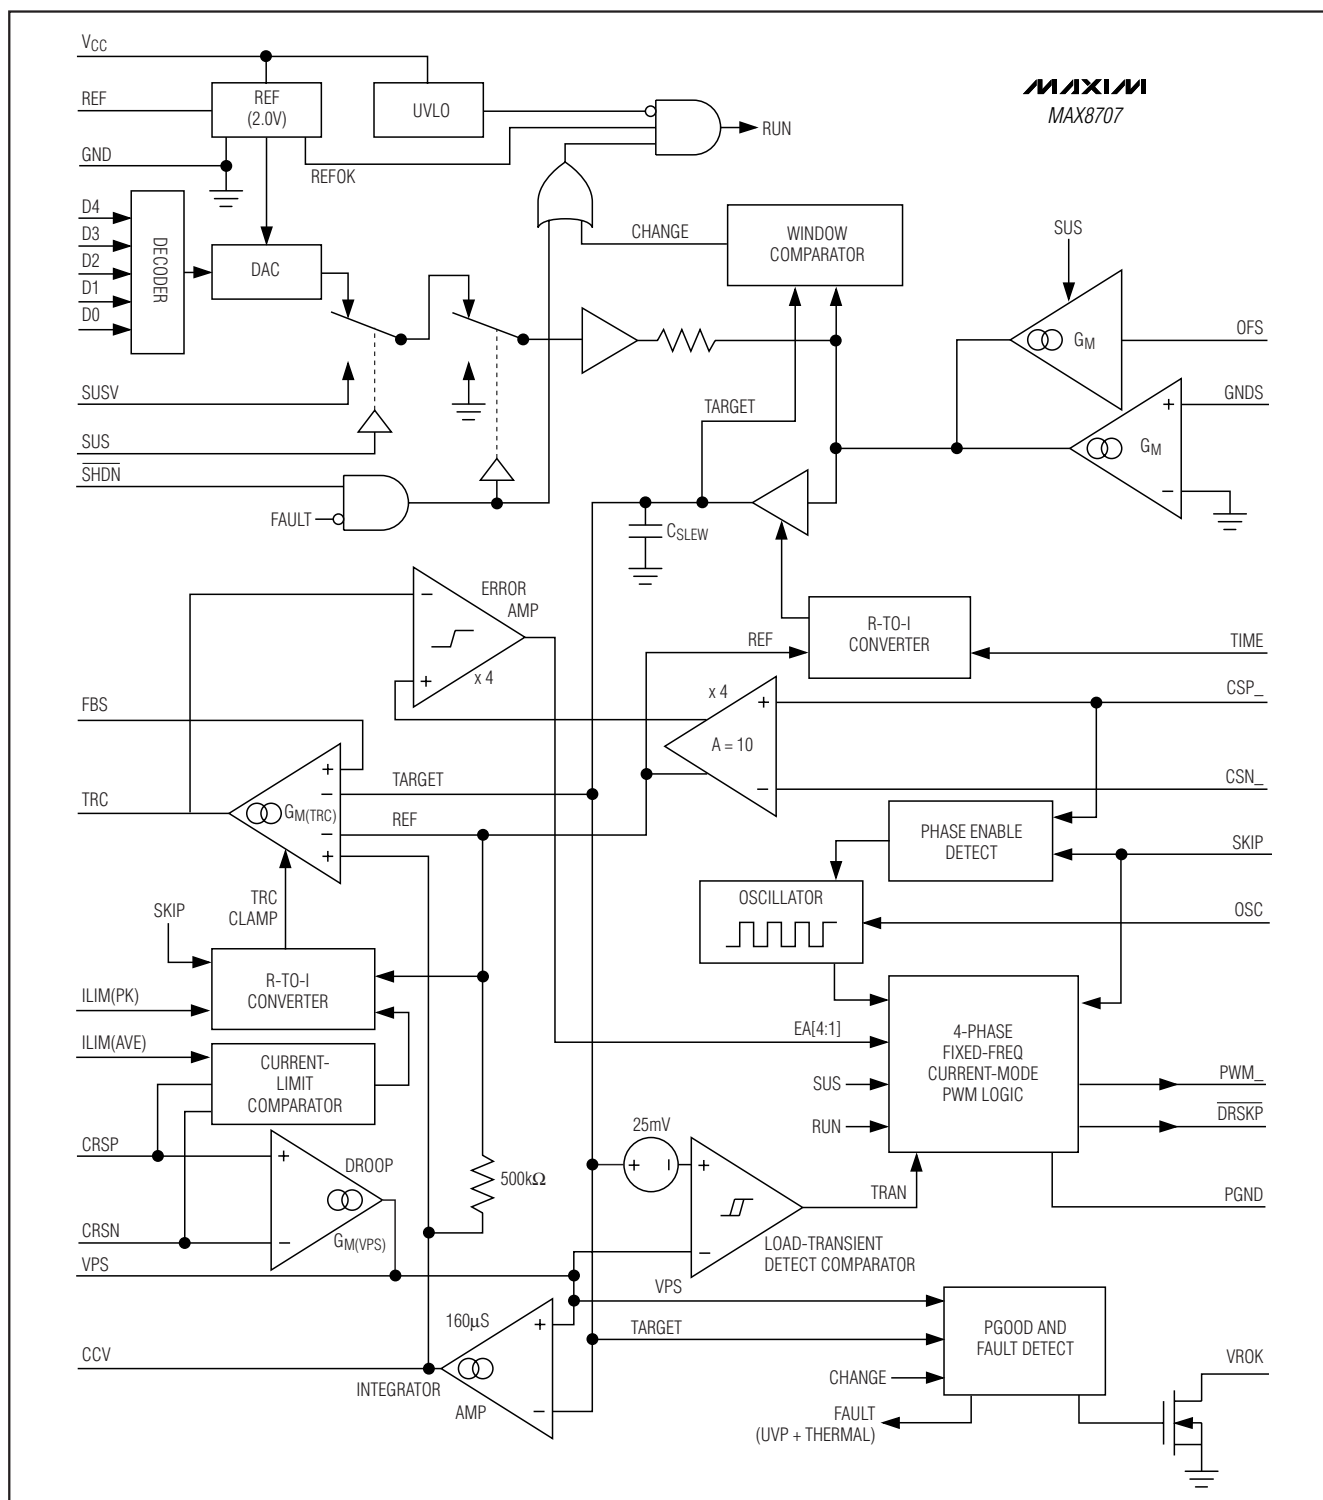 VCC
MAXIM
MAX8707
REF
REF
(2.0V)
UVLO
RUN
GND
REFOK
D4
D3
D2
D1
D0
DECODER
DAC
CHANGE
WINDOW
COMPARATOR
SUS
GM
OFS
SUSV
TARGET
GNDS
+
GM
−
SUS
SHDN
FAULT
CSLEW
−
ERROR
AMP
x 4
+
REF
R-TO-I
CONVERTER
TIME
FBS
x 4
+
A = 10
−
CSP_
CSN_
TRC
+
−
GM(TRC)
−
+
TARGET
REF
PHASE ENABLE
DETECT
SKIP
TRC
CLAMP
SKIP
OSCILLATOR
OSC
ILIM(PK)
R-TO-I
CONVERTER
ILIM(AVE)
CURRENT-
LIMIT
COMPARATOR
EA[4:1]
SUS
RUN
4-PHASE
FIXED-FREQ
CURRENT-MODE
PWM LOGIC
PWM_
DRSKP
PGND
25mV
+
−
CRSP
+
DROOP
GM(VPS)
−
500kΩ
+
−
TRAN
LOAD-TRANSIENT
DETECT COMPARATOR
CRSN
VPS
VPS
160µS
+
−
TARGET
PGOOD AND
FAULT DETECT
CCV
INTEGRATOR
AMP
CHANGE
VROK
FAULT
(UVP + THERMAL)